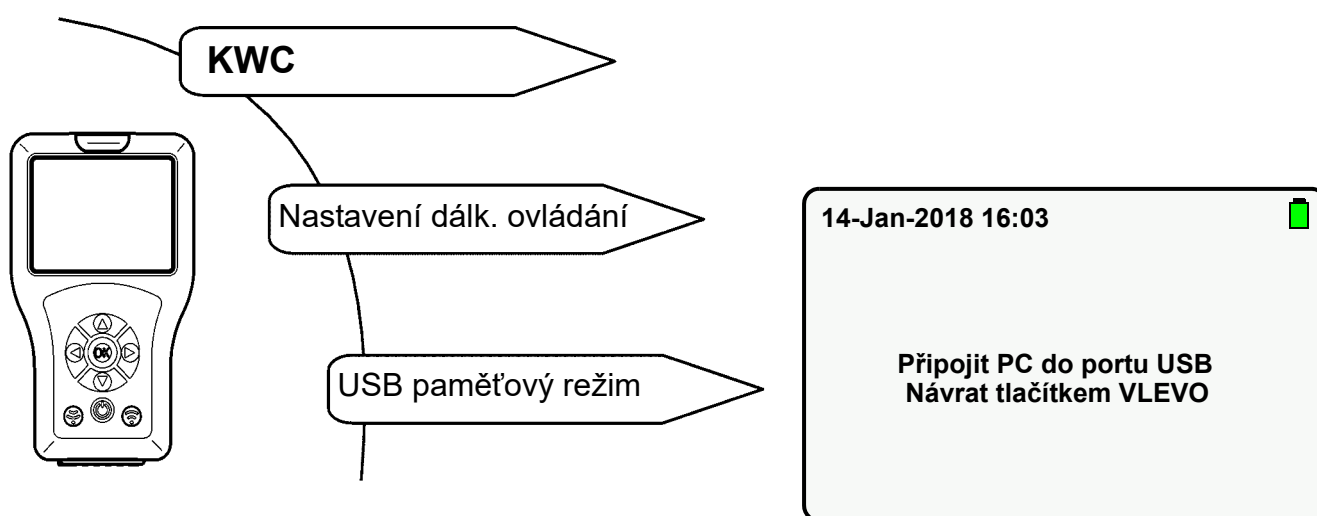 KWC
Nastavení dálk. ovládání
USB paměťový režim
14-Jan-2018 16:03
Připojit PC do portu USB
Návrat tlačítkem VLEVO
OK